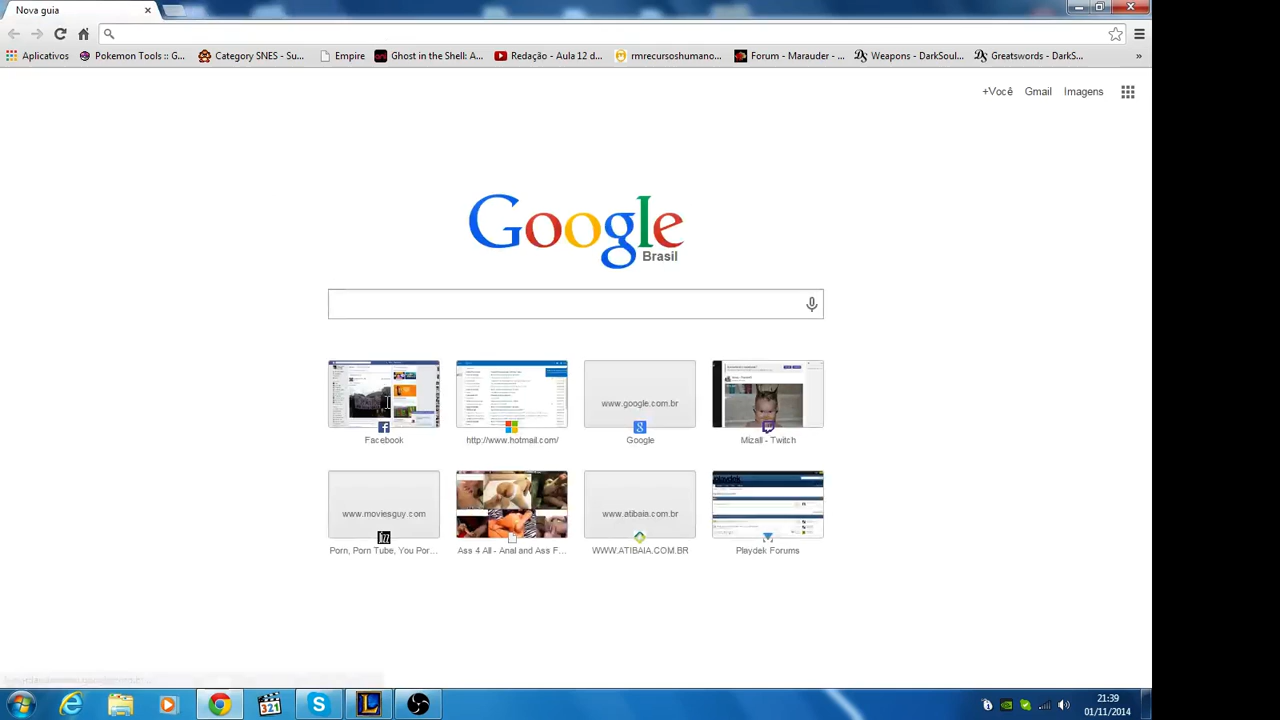 Nova guia
Aplicativos
Pokemon Tools :: G...
Category SNES - Su...
Empire
Ghost in the Shell: A...
Redação - Aula 12 d...
rmrecursoshumano...
Forum - Marauder - ...
Weapons - DarkSoul...
Greatswords - DarkS...
»
+Você
Gmail
Imagens
Google
Brasil
www.google.com.br
Facebook
http://www.hotmail.com/
Google
Mizall - Twitch
www.moviesguy.com
www.atibaia.com.br
playdek
Porn, Porn Tube, You Por...
Ass 4 All - Anal and Ass F...
WWW.ATIBAIA.COM.BR
Playdek Forums
321
21:39
01/11/2014